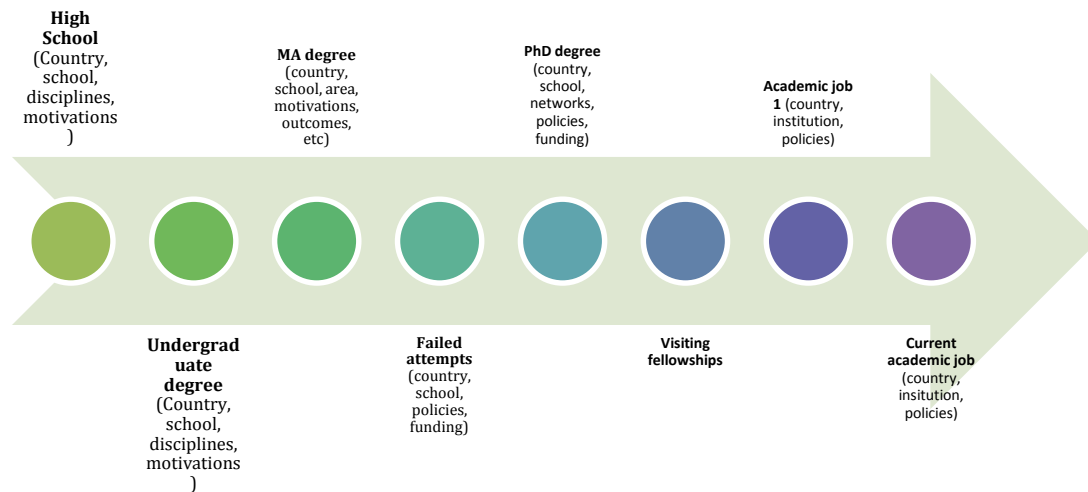 High
School
(Country,
school,
disciplines,
motivations
)
Undergrad
uate
degree
(Country,
school,
disciplines,
motivations
)
MA degree
(country,
school, area,
motivations,
outcomes,
etc)
Failed
attempts
(country,
school,
policies,
funding)
PhD degree
(country,
school,
networks,
policies,
funding)
Visiting
fellowships
Academic job
1 (country,
institution,
policies)
Current
academic job
(country,
insitution,
policies)